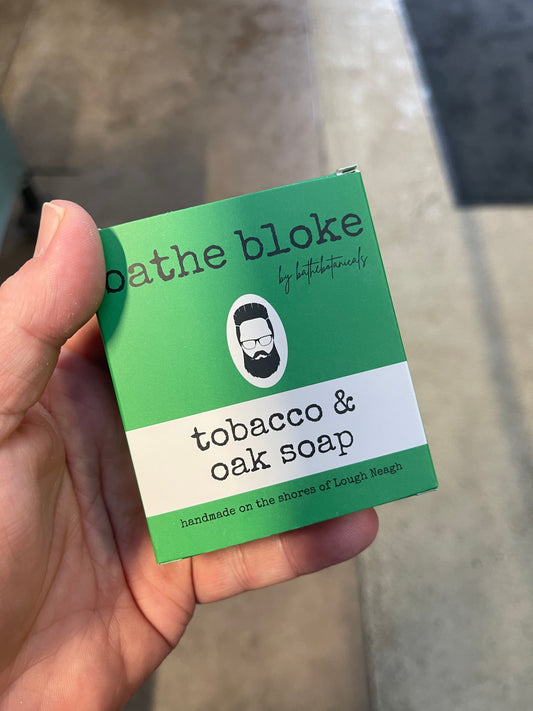 bathe bloke
by bathebotanicals
tobacco &
oak soap
handmade on the shores of Lough Neagh